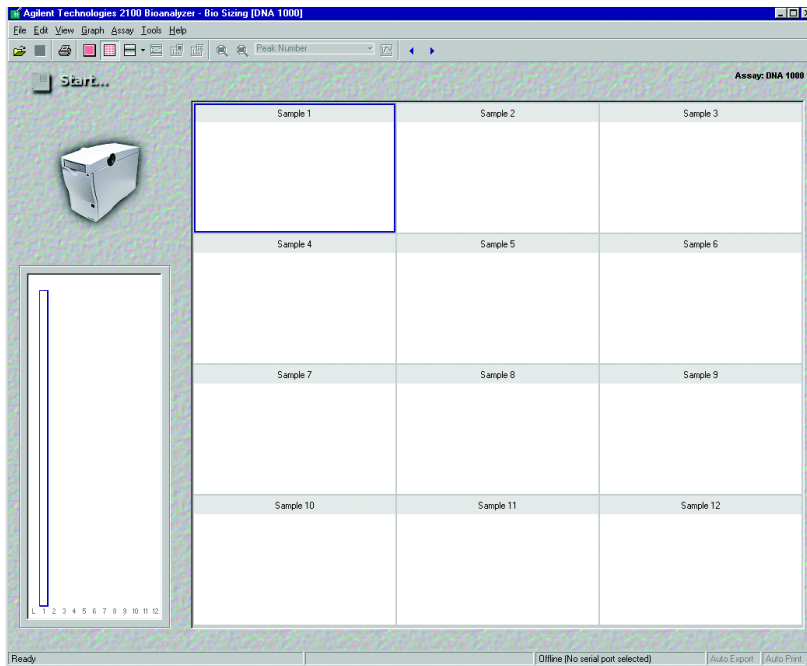 Agilent Technologies 2100 Bioanalyzer - Bio Sizing [DNA 1000]
File Edit View Graph Assay Tools Help
Peak Number
Start...
Assay: DNA 1000
Sample 1 Sample 2 Sample 3
Sample 4 Sample 5 Sample 6
Sample 7 Sample 8 Sample 9
Sample 10 Sample 11 Sample 12
L 1 2 3 4 5 6 7 8 9 10 11 12
Ready Offline (No serial port selected) Auto Export Auto Print